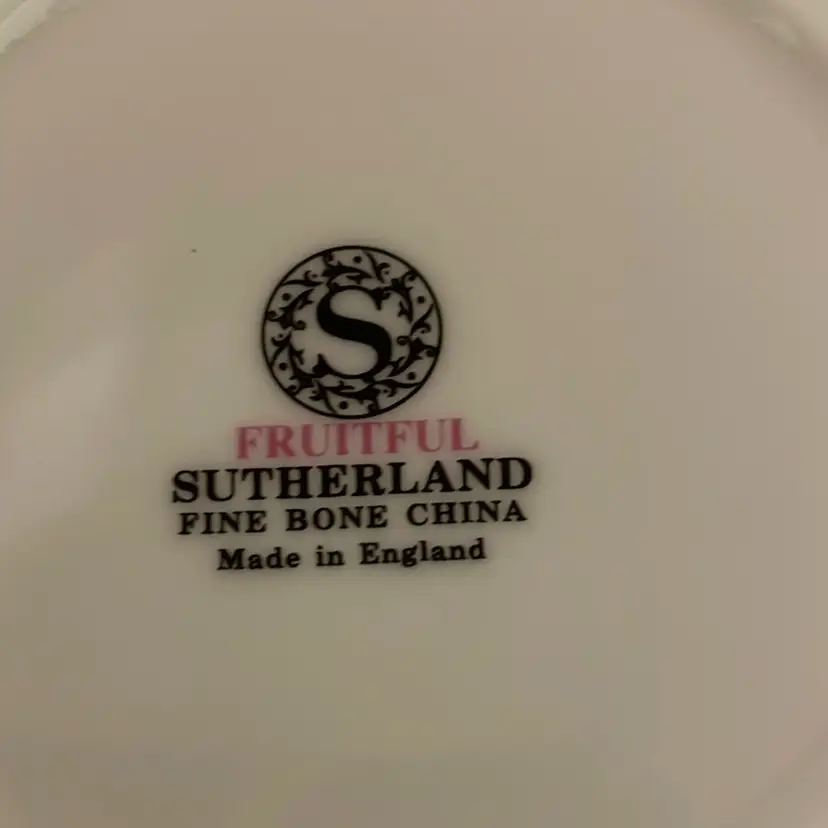 S
FRUITFUL
SUTHERLAND
FINE BONE CHINA
Made in England